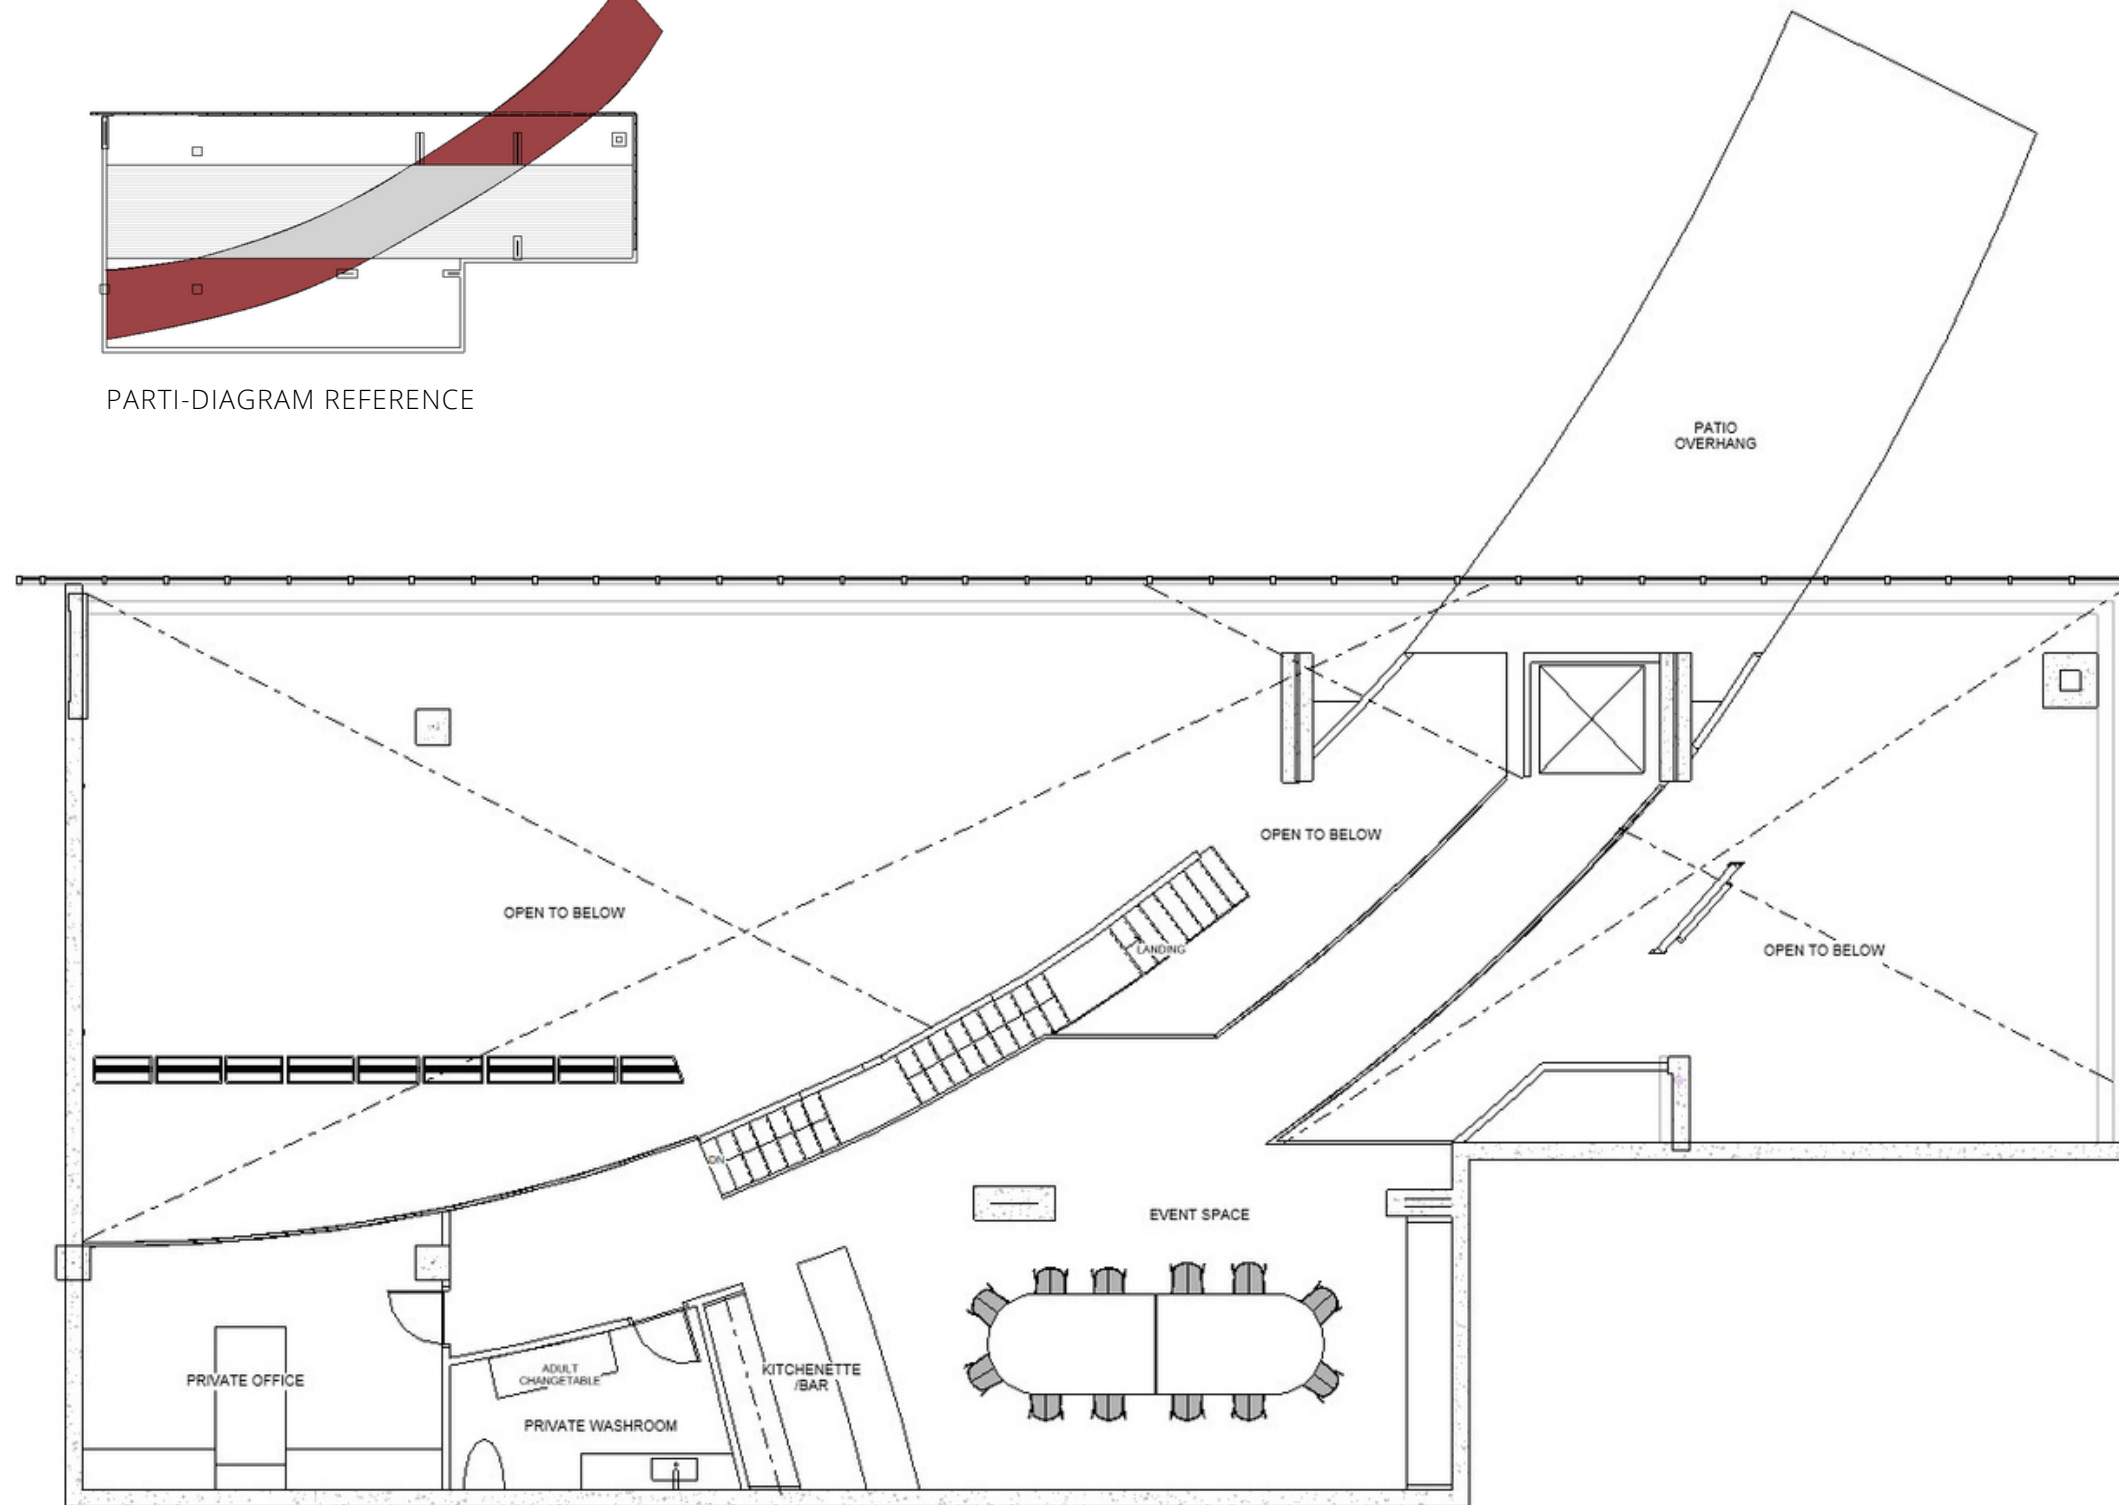 PARTI-DIAGRAM REFERENCE
PATIO
OVERHANG
OPEN TO BELOW
OPEN TO BELOW
LANDING
OPEN TO BELOW
DN
EVENT SPACE
PRIVATE OFFICE
ADULT
CHANGETABLE
KITCHENETTE
/BAR
PRIVATE WASHROOM